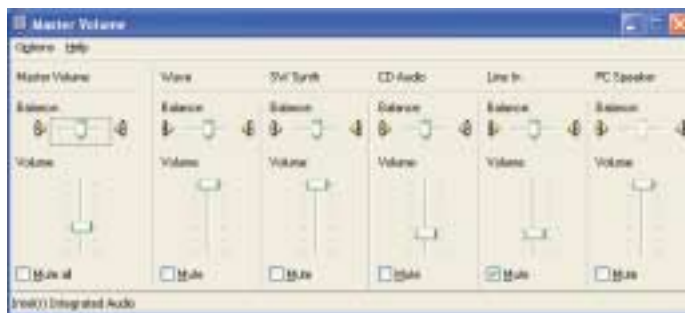 Master Volume
Options Help
Master Volume Wave SW Synth CD Audio Line In PC Speaker
Balance: Balance: Balance: Balance: Balance: Balance:
Volume: Volume: Volume: Volume: Volume: Volume:
Mute all Mute Mute Mute Mute Mute
Intel(r) Integrated Audio